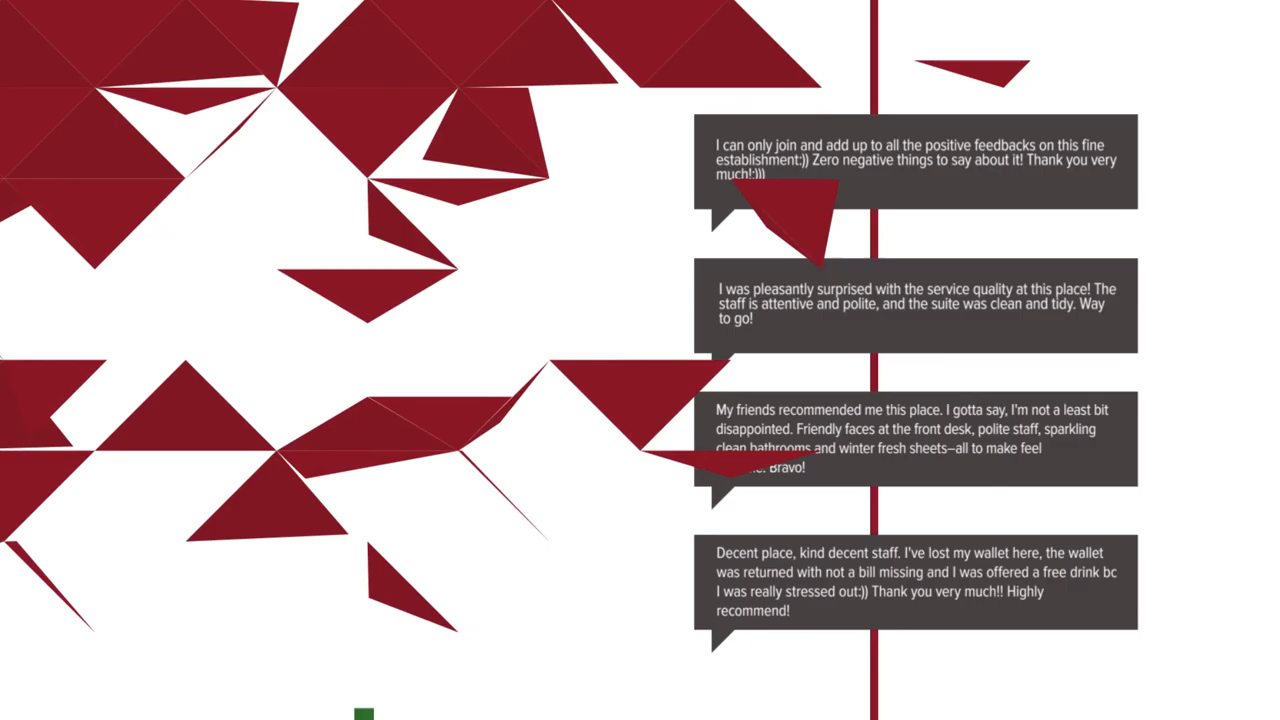 I can only join and add up to all the positive feedbacks on this fine
establishment:)) Zero negative things to say about it! Thank you very
much!:)))
I was pleasantly surprised with the service quality at this place! The
staff is attentive and polite, and the suite was clean and tidy. Way
to go!
My friends recommended me this place. I gotta say, I'm not a least bit
disappointed. Friendly faces at the front desk, polite staff, sparkling
clean bathrooms and winter fresh sheets—all to make feel
Bravo!
Decent place, kind decent staff. I've lost my wallet here, the wallet
was returned with not a bill missing and I was offered a free drink bc
I was really stressed out:)) Thank you very much!! Highly
recommend!